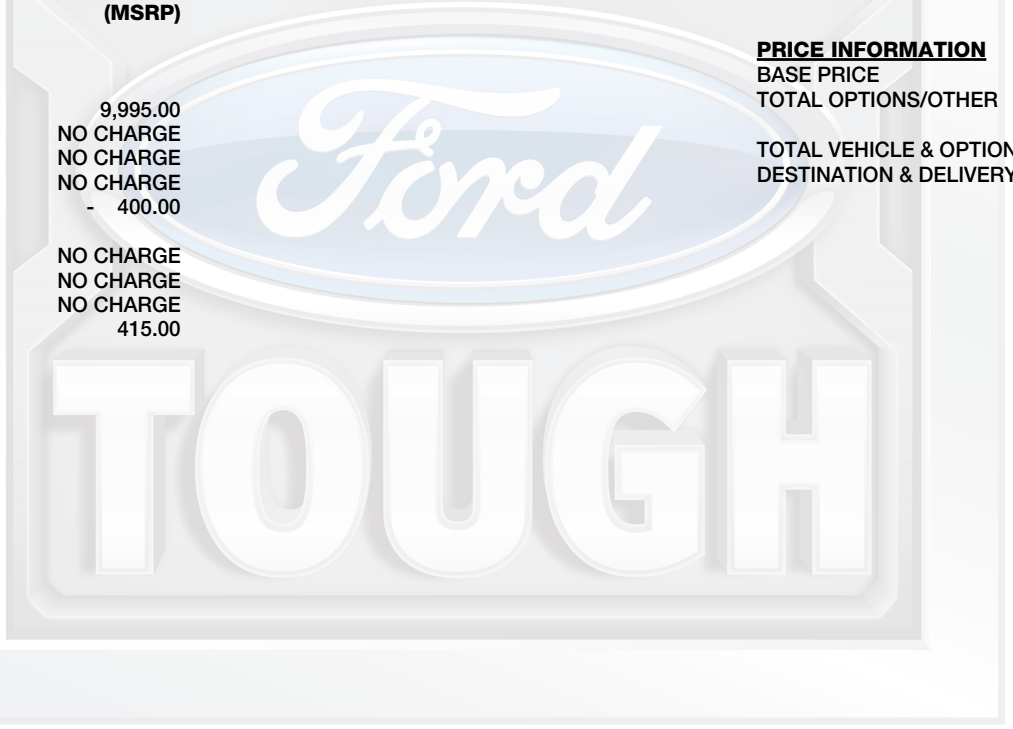 (MSRP)
9,995.00
NO CHARGE
NO CHARGE
NO CHARGE
- 400.00
NO CHARGE
NO CHARGE
NO CHARGE
415.00
PRICE INFORMATION
BASE PRICE
TOTAL OPTIONS/OTHER
TOTAL VEHICLE & OPTION
DESTINATION & DELIVERY
Ford
TOUGH